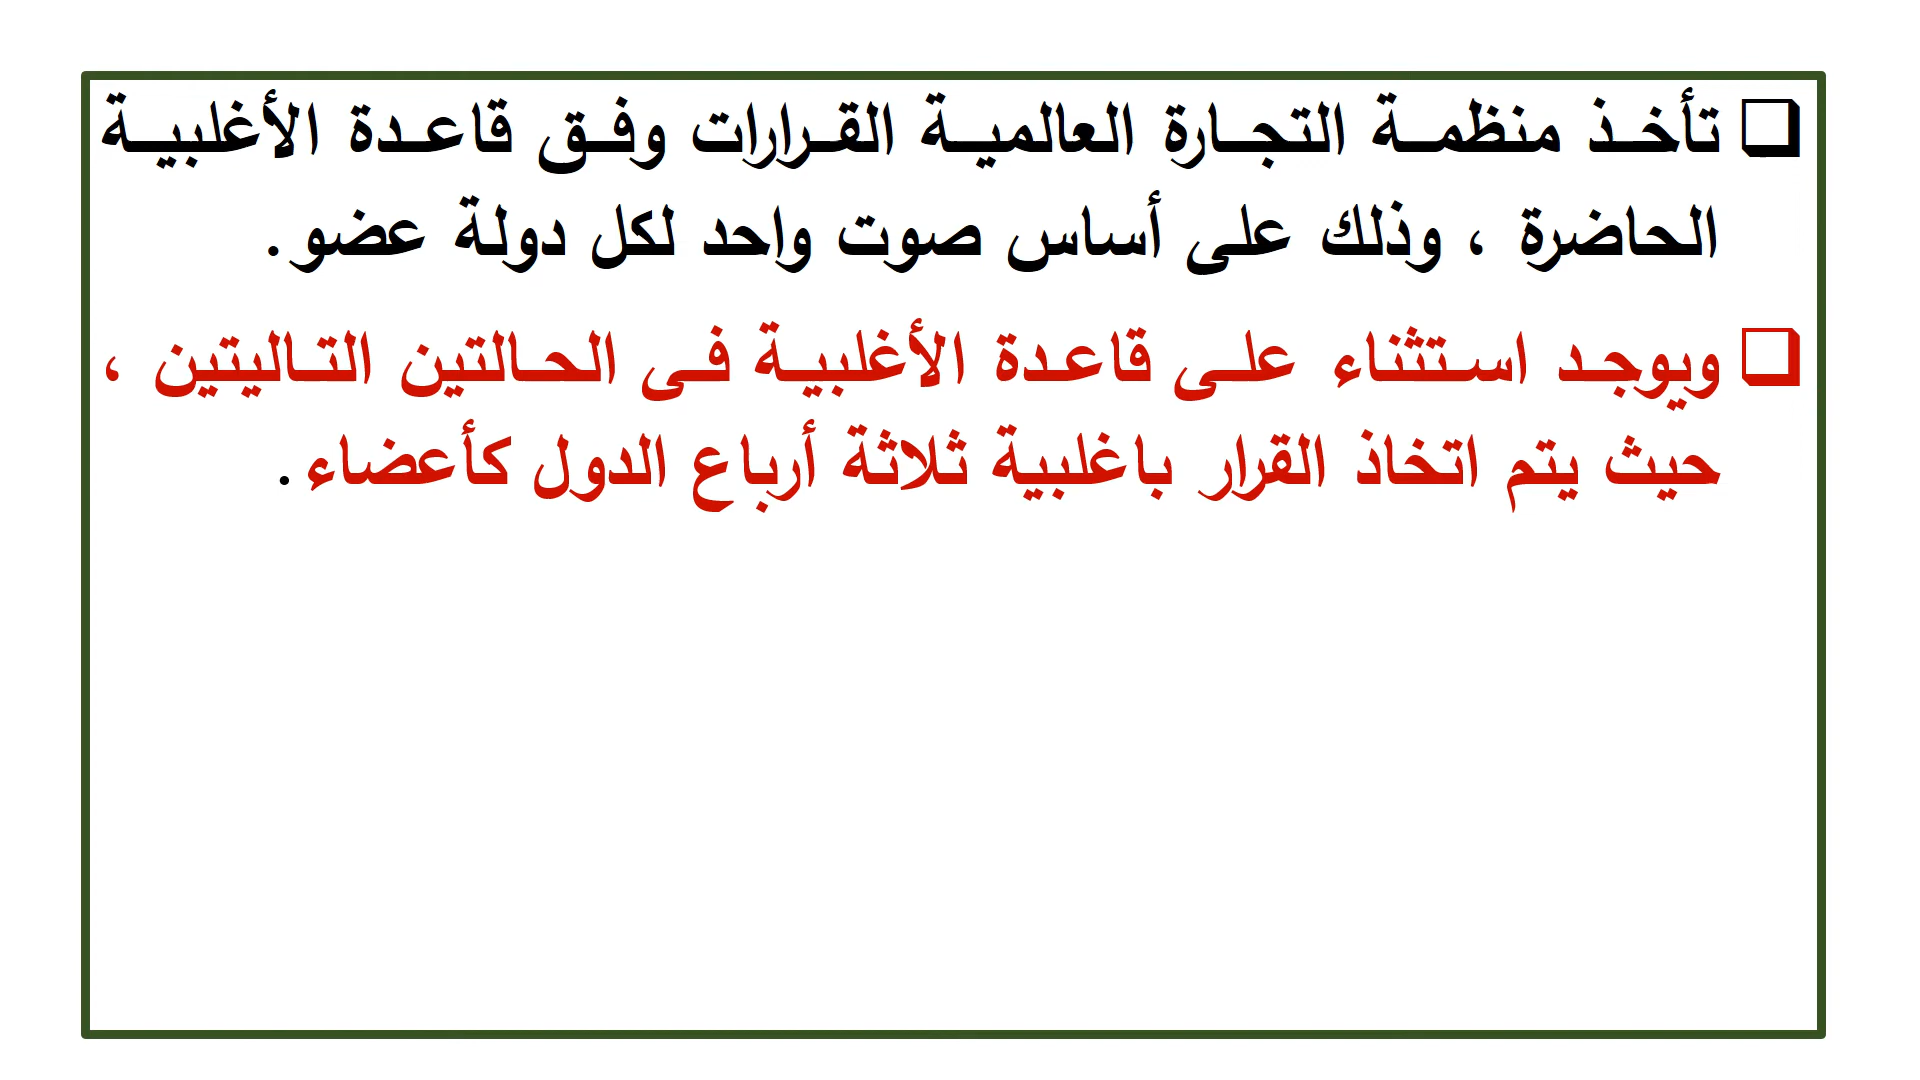 ❑ تأخذ منظمة التجارة العالمية القرارات وفق قاعدة الأغلبية
الحاضرة ، وذلك على أساس صوت واحد لكل دولة عضو .
❑ ويوجد استثناء على قاعدة الأغلبية فى الحالتين التاليتين ،
حيث يتم اتخاذ القرار باغلبية ثلاثة أرباع الدول كأعضاء .